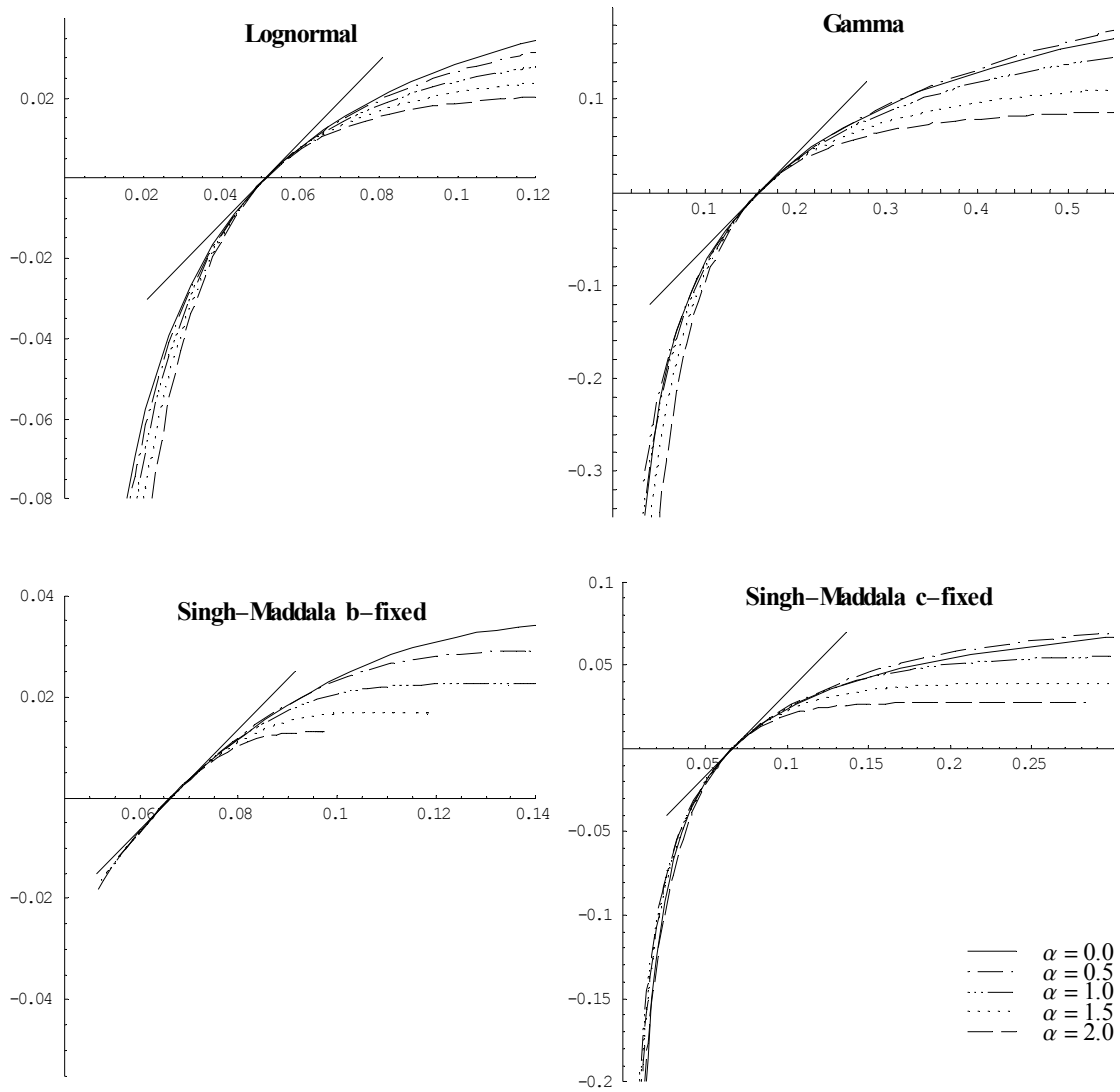 Lognormal
0.02
0.02 0.04 0.06 0.08 0.1 0.12
-0.02
-0.04
-0.06
-0.08
Gamma
0.1
0.1 0.2 0.3 0.4 0.5
-0.1
-0.2
-0.3
Singh-Maddala b-fixed
0.04
0.02
0.06 0.08 0.1 0.12 0.14
-0.02
-0.04
Singh-Maddala c-fixed
0.1
0.05
0.05 0.1 0.15 0.2 0.25
-0.05
-0.1
-0.15
-0.2
α = 0.0
α = 0.5
α = 1.0
α = 1.5
α = 2.0